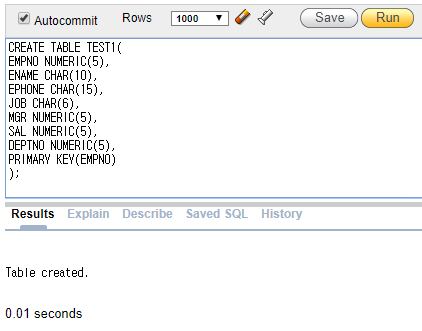 Autocommit Rows 1000 Save Run
CREATE TABLE TEST1(
EMPNO NUMERIC(5),
ENAME CHAR(10),
EPHONE CHAR(15),
JOB CHAR(6),
MGR NUMERIC(5),
SAL NUMERIC(5),
DEPTNO NUMERIC(5),
PRIMARY KEY(EMPNO)
);
Results Explain Describe Saved SQL History
Table created.
0.01 seconds